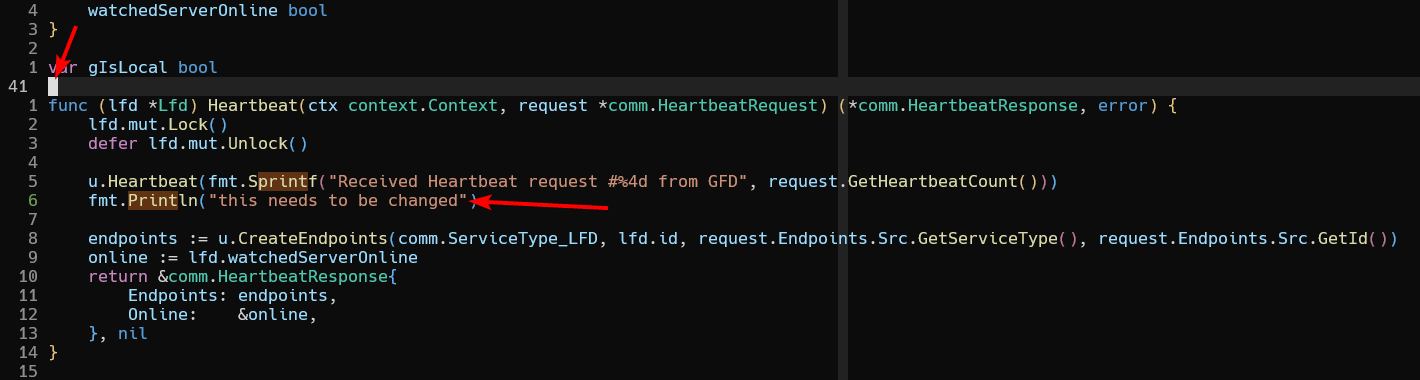 4 watchedServerOnline bool
3 }
2
1 var gIsLocal bool
41
1 func (lfd *Lfd) Heartbeat(ctx context.Context, request *comm.HeartbeatRequest) (*comm.HeartbeatResponse, error) {
2 lfd.mut.Lock()
3 defer lfd.mut.Unlock()
4
5 u.Heartbeat(fmt.Sprintf("Received Heartbeat request #%4d from GFD", request.GetHeartbeatCount()))
6 fmt.Println("this needs to be changed")
7
8 endpoints := u.CreateEndpoints(comm.ServiceType_LFD, lfd.id, request.Endpoints.Src.GetServiceType(), request.Endpoints.Src.GetId())
9 online := lfd.watchedServerOnline
10 return &comm.HeartbeatResponse{
11 Endpoints: endpoints,
12 Online: &online,
13 }, nil
14 }
15